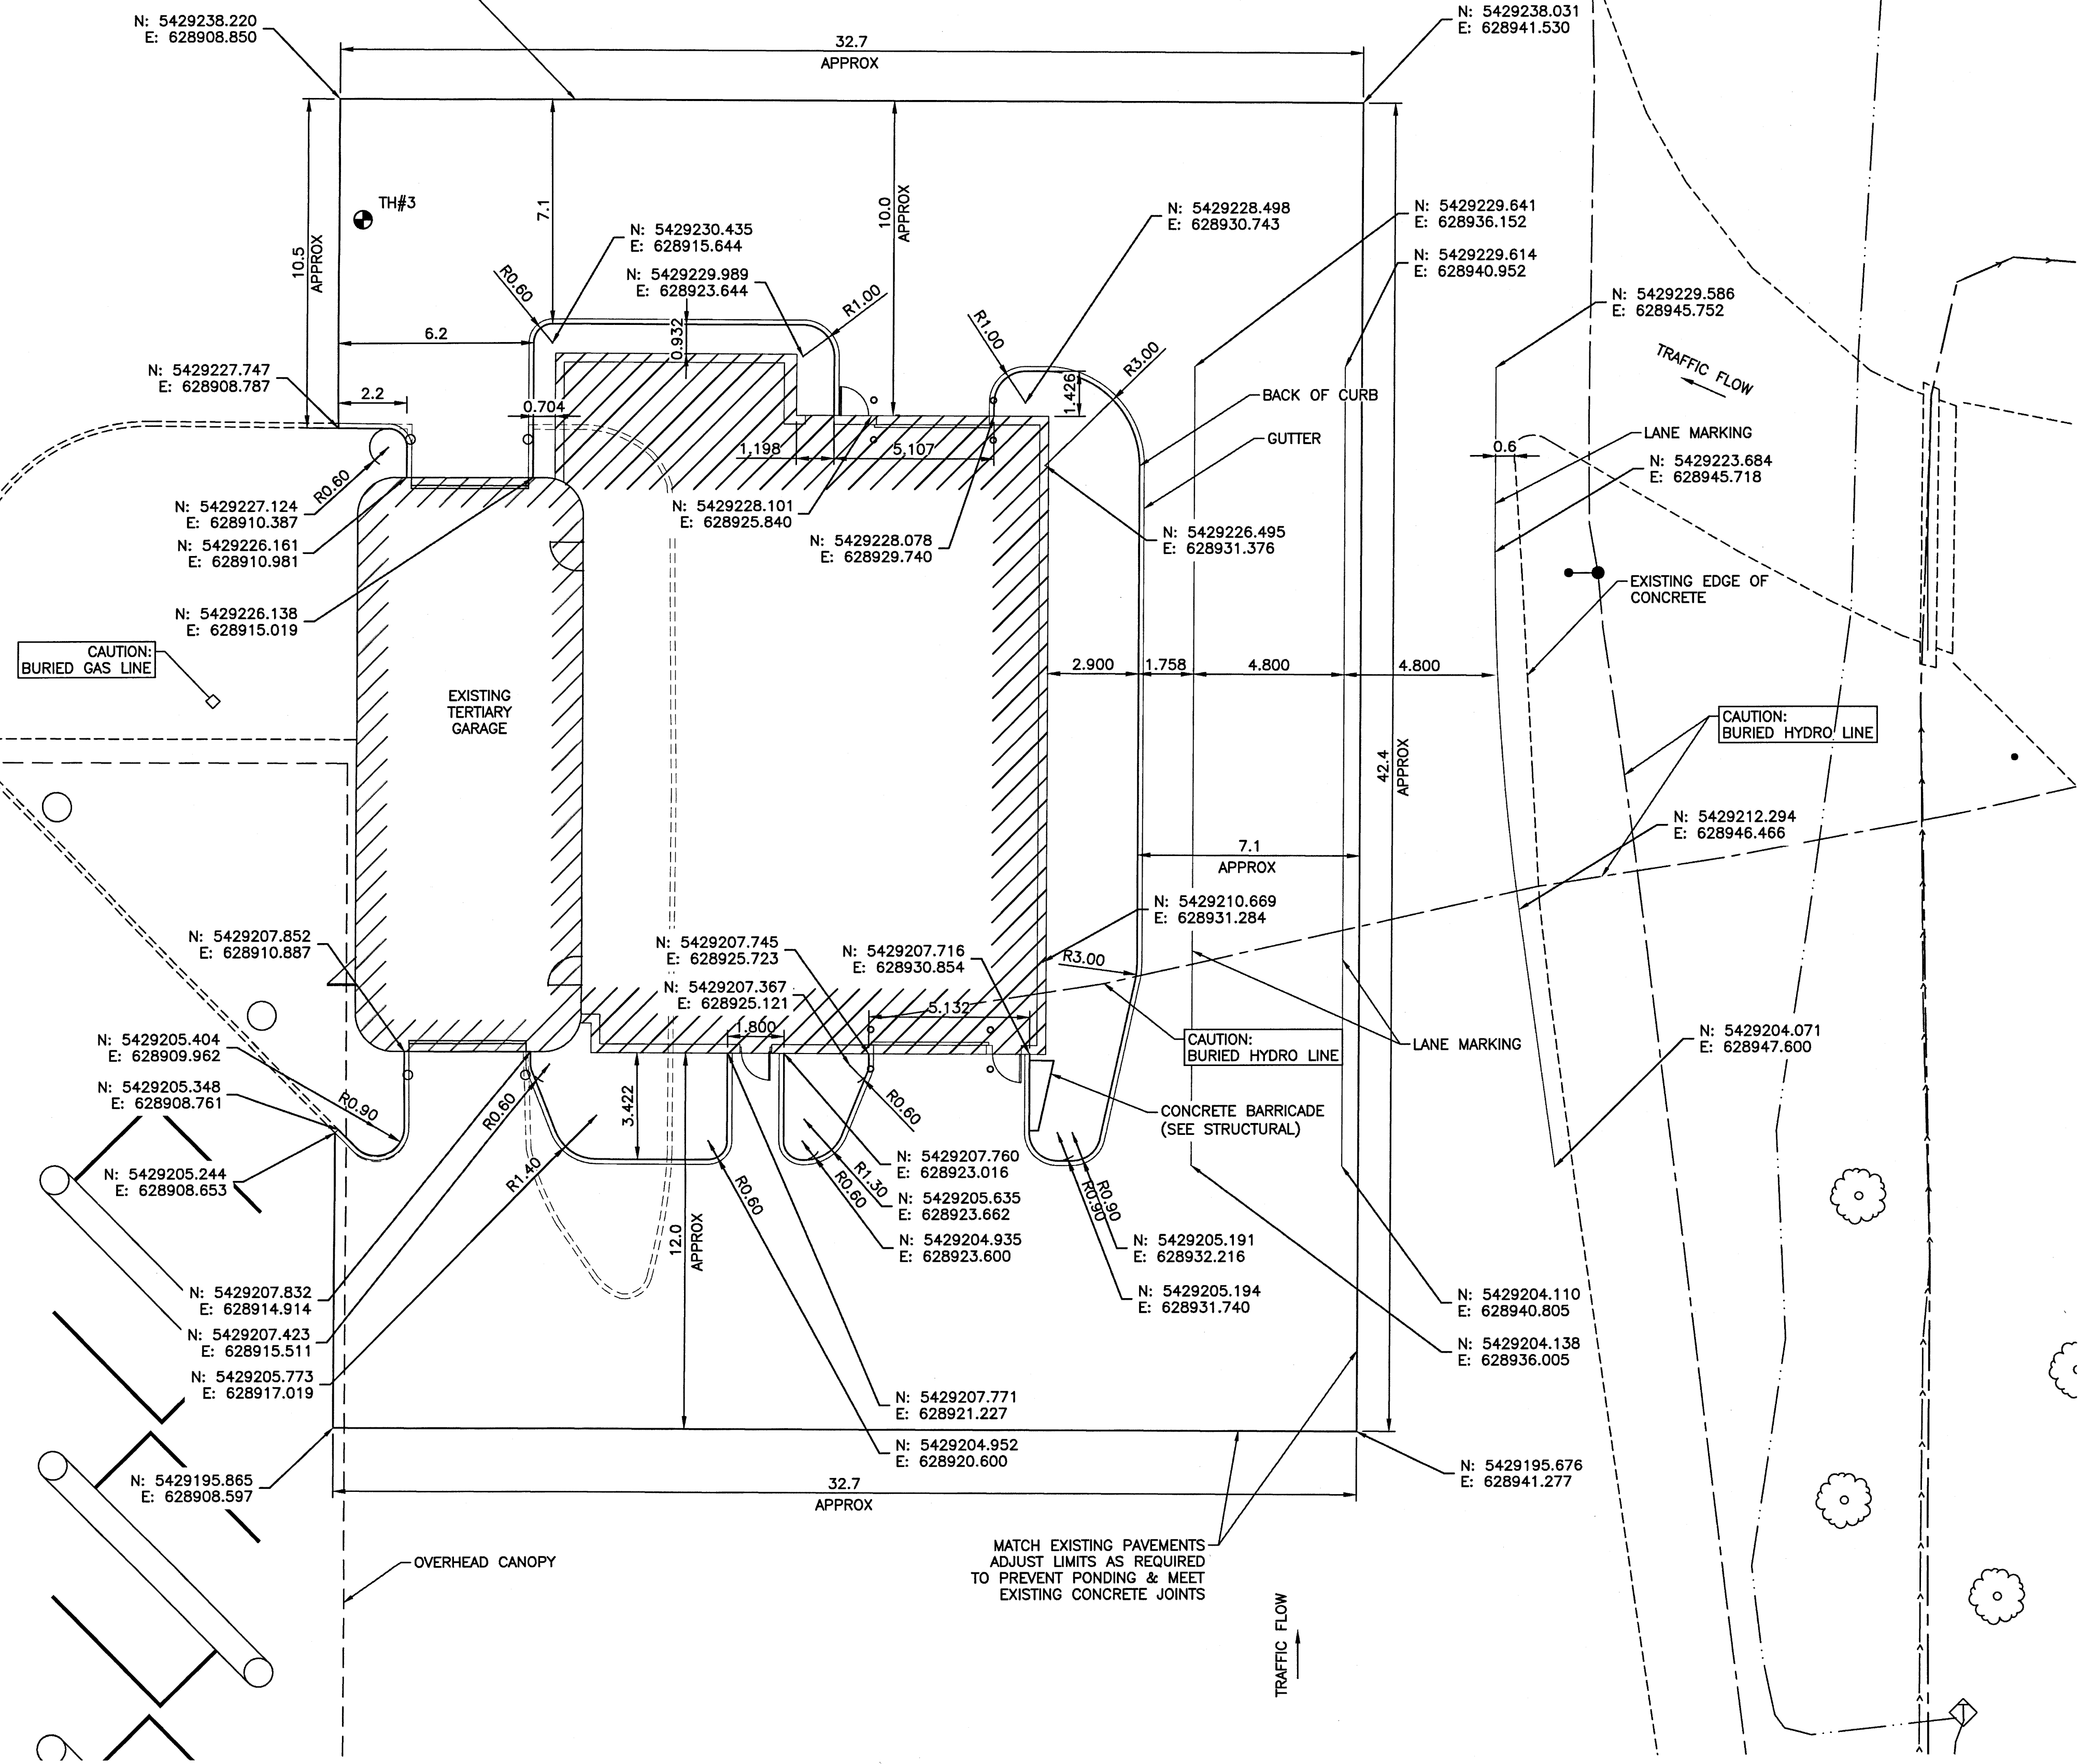 N: 5429238.220
E: 628908.850
32.7
APPROX
N: 5429238.031
E: 628941.530
TH#3
10.5
APPROX
7.1
10.0
APPROX
N: 5429230.435
E: 628915.644
N: 5429229.989
E: 628923.644
R0.60
R1.00
0.932
6.2
N: 5429228.498
E: 628930.743
N: 5429229.641
E: 628936.152
N: 5429229.614
E: 628940.952
N: 5429229.586
E: 628945.752
R1.00
R3.00
1.426
TRAFFIC FLOW
N: 5429227.747
E: 628908.787
2.2
0.704
BACK OF CURB
GUTTER
LANE MARKING
0.6
N: 5429223.684
E: 628945.718
1.198
5.107
R0.60
N: 5429227.124
E: 628910.387
N: 5429226.161
E: 628910.981
N: 5429228.101
E: 628925.840
N: 5429228.078
E: 628929.740
N: 5429226.495
E: 628931.376
N: 5429226.138
E: 628915.019
EXISTING EDGE OF
CONCRETE
CAUTION:
BURIED GAS LINE
EXISTING
TERTIARY
GARAGE
2.900
1.758
4.800
4.800
CAUTION:
BURIED HYDRO LINE
42.4
APPROX
N: 5429212.294
E: 628946.466
7.1
APPROX
N: 5429210.669
E: 628931.284
N: 5429207.852
E: 628910.887
N: 5429207.745
E: 628925.723
N: 5429207.716
E: 628930.854
R3.00
N: 5429207.367
E: 628925.121
5.132
1.800
N: 5429205.404
E: 628909.962
CAUTION:
BURIED HYDRO LINE
LANE MARKING
N: 5429204.071
E: 628947.600
N: 5429205.348
E: 628908.761
R0.90
R0.60
3.422
R0.60
CONCRETE BARRICADE
(SEE STRUCTURAL)
N: 5429205.244
E: 628908.653
R1.40
R0.60
R1.30
R0.60
N: 5429207.760
E: 628923.016
N: 5429205.635
E: 628923.662
N: 5429204.935
E: 628923.600
R0.90
R0.90
12.0
APPROX
N: 5429205.191
E: 628932.216
N: 5429205.194
E: 628931.740
N: 5429207.832
E: 628914.914
N: 5429204.110
E: 628940.805
N: 5429207.423
E: 628915.511
N: 5429204.138
E: 628936.005
N: 5429205.773
E: 628917.019
N: 5429207.771
E: 628921.227
N: 5429204.952
E: 628920.600
N: 5429195.865
E: 628908.597
N: 5429195.676
E: 628941.277
32.7
APPROX
OVERHEAD CANOPY
MATCH EXISTING PAVEMENTS
ADJUST LIMITS AS REQUIRED
TO PREVENT PONDING & MEET
EXISTING CONCRETE JOINTS
TRAFFIC FLOW
T